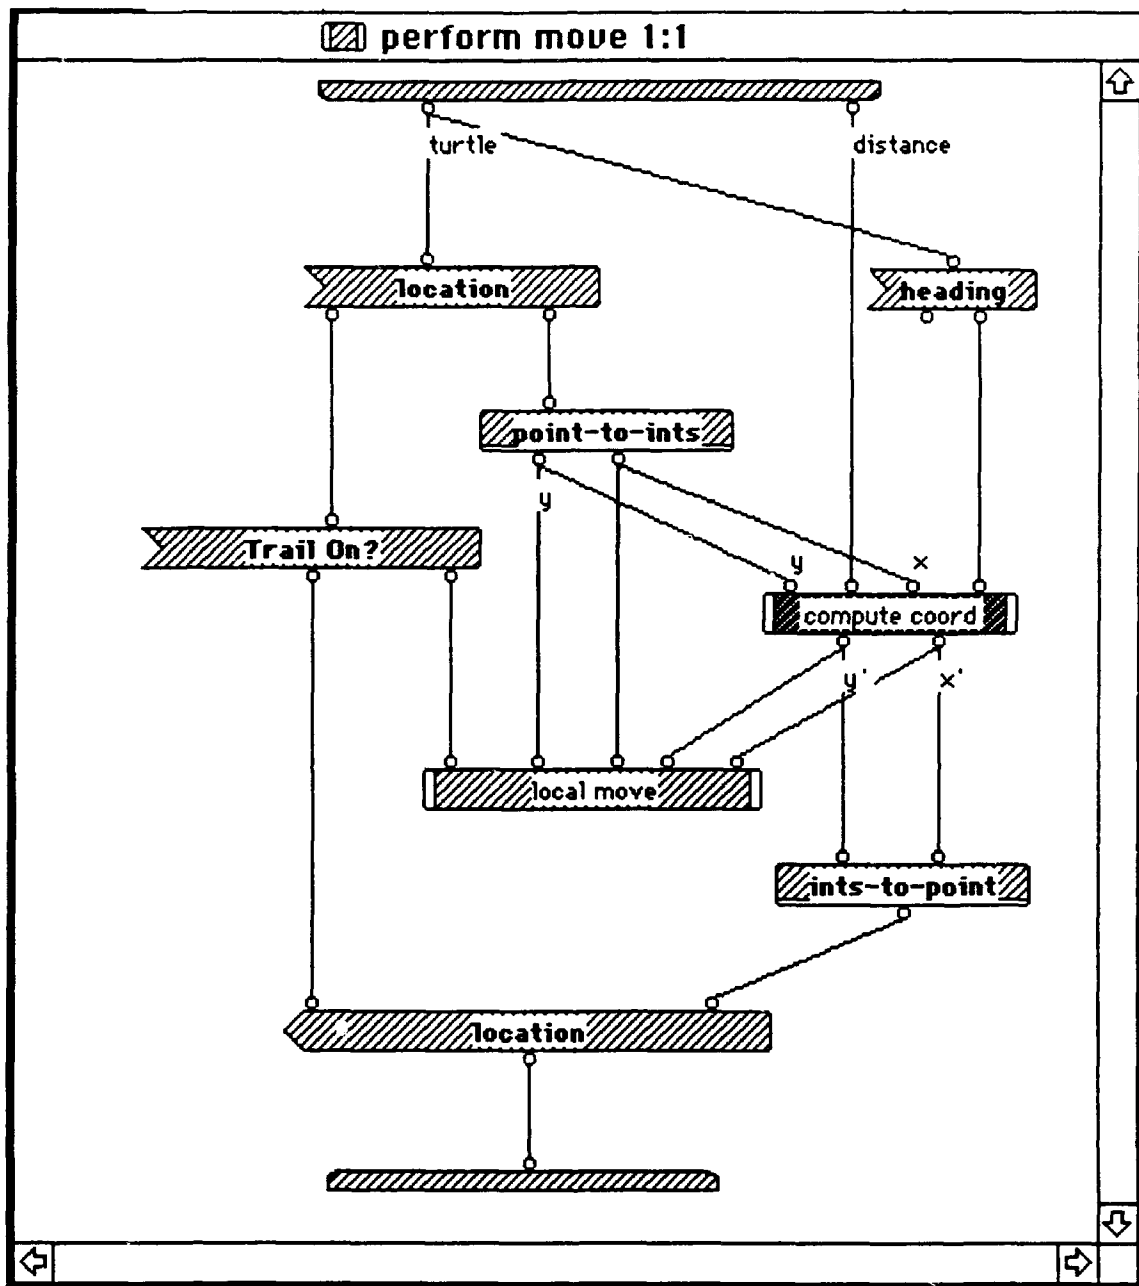 perform move 1:1
turtle
distance
location
heading
point-to-ints
y
Trail On?
y
x
compute coord
y'
x'
local move
ints-to-point
location